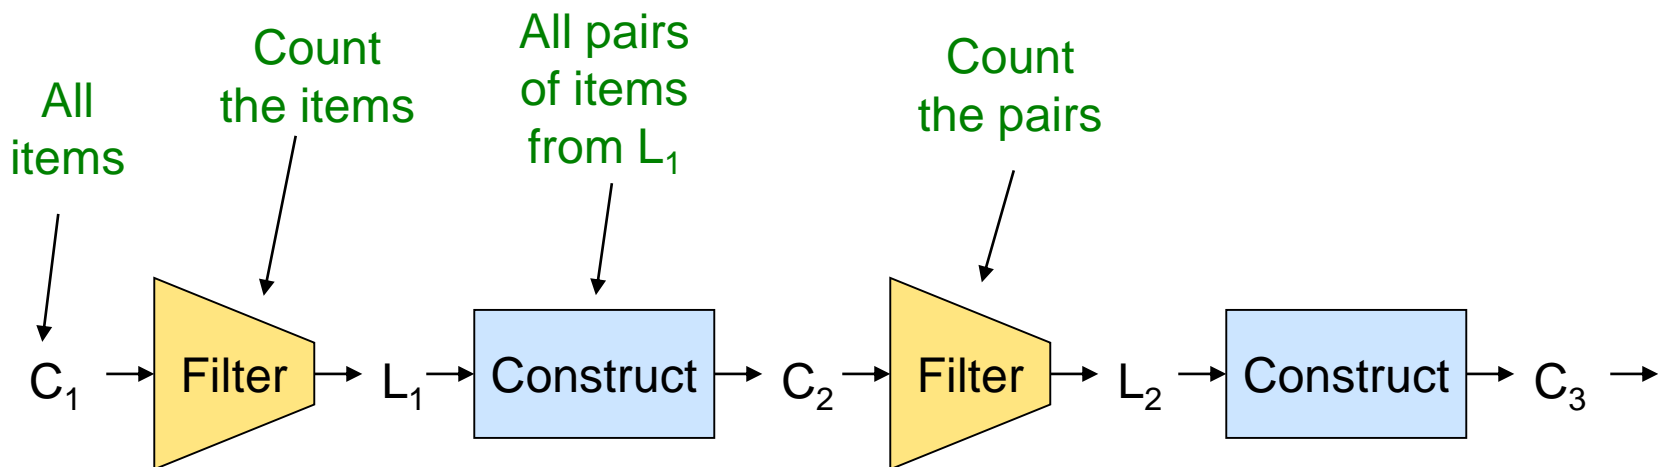 All
items
Count
the items
All pairs
of items
from L₁
Count
the pairs
C₁
Filter
L₁
Construct
C₂
Filter
L₂
Construct
C₃